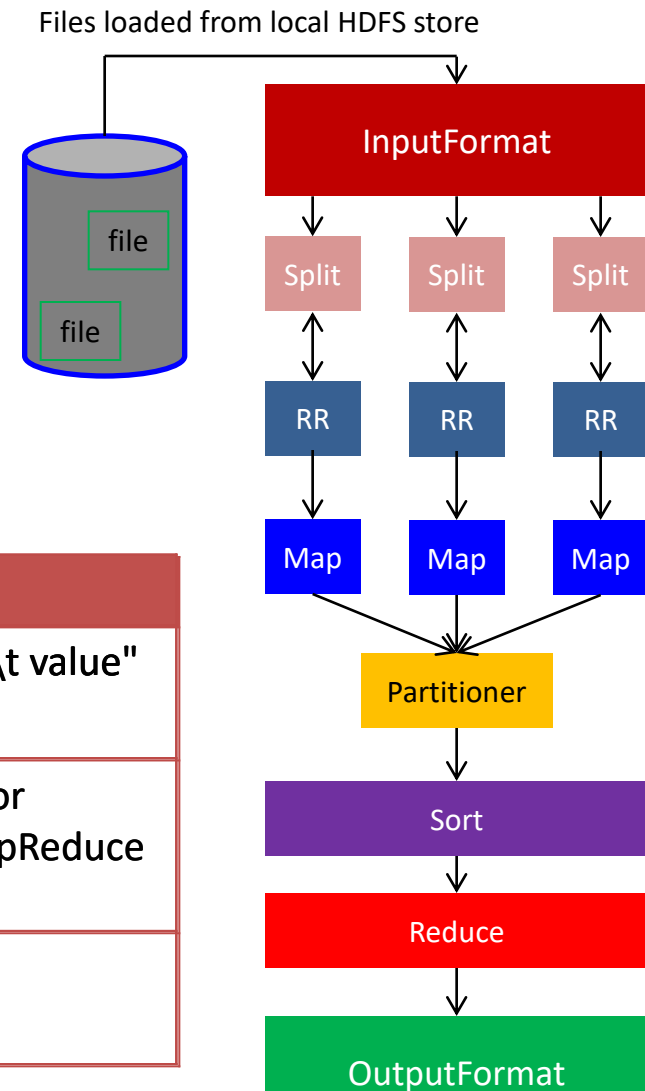 Files loaded from local HDFS store
InputFormat
file
file
Split
Split
Split
RR
RR
RR
Map
Map
Map
Partitioner
Sort
Reduce
OutputFormat
\t value"
or
pReduce